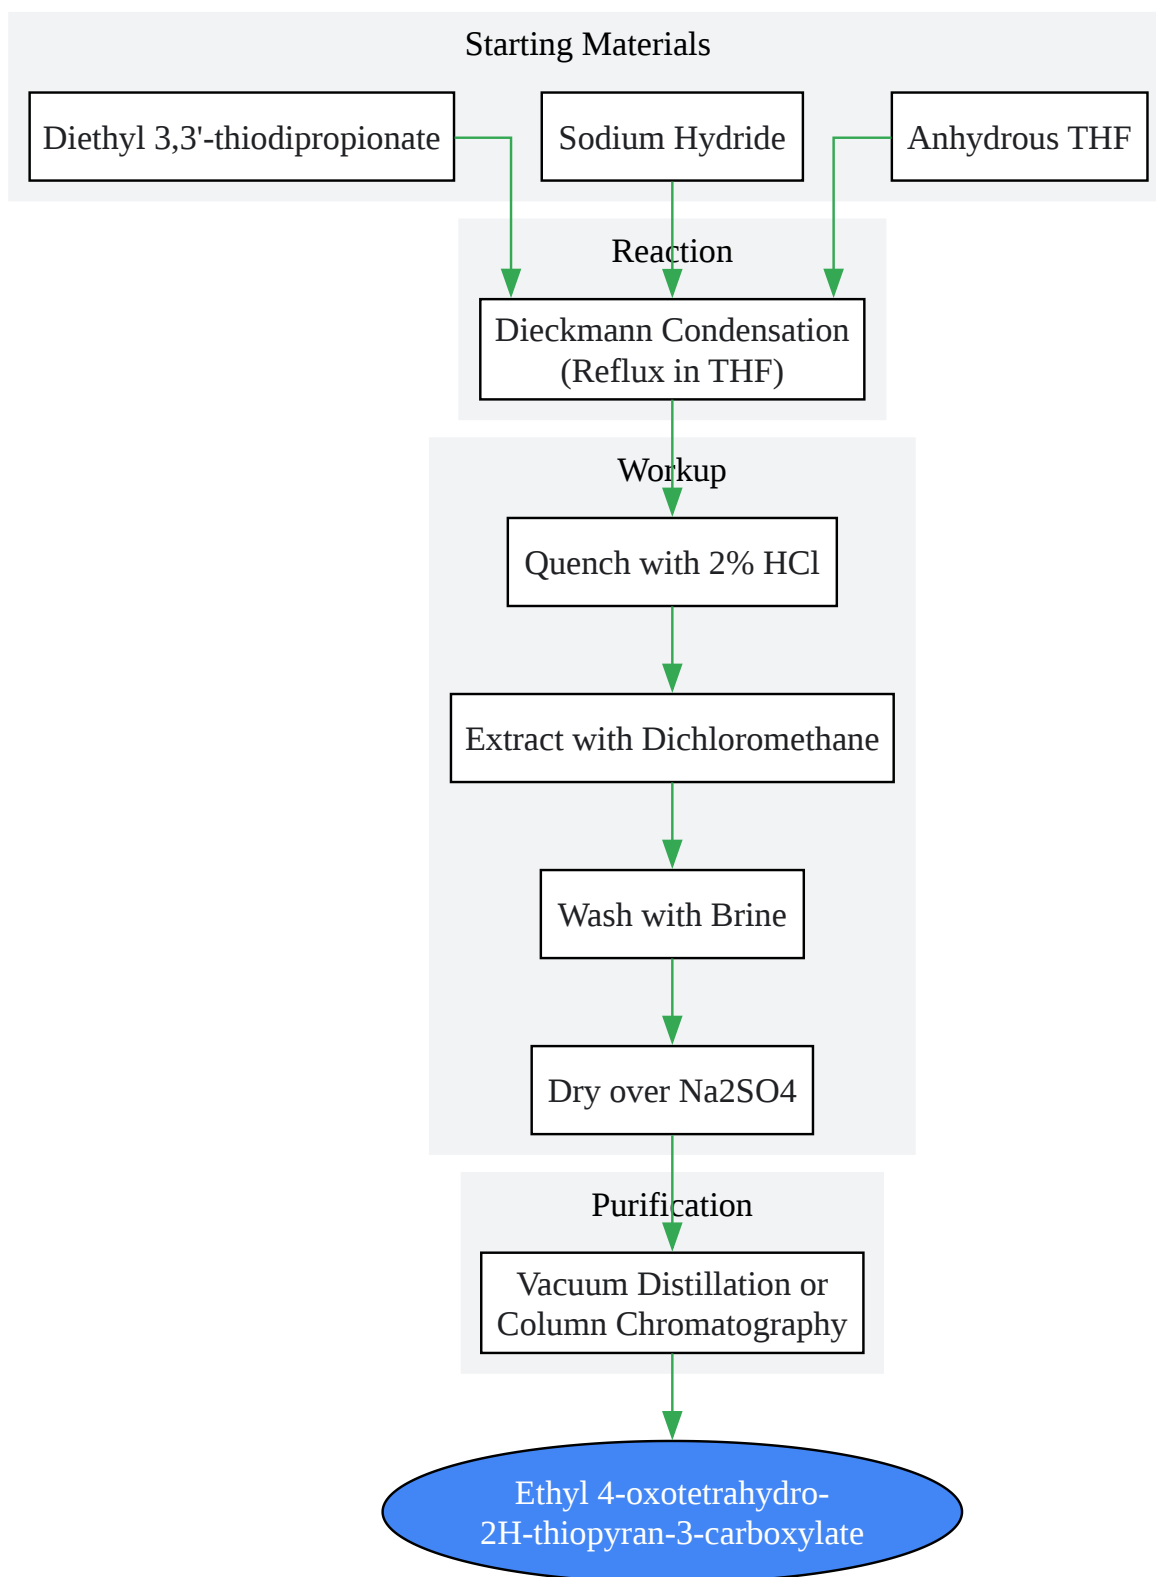 Starting Materials
Diethyl 3,3'-thiodipropionate
Sodium Hydride
Anhydrous THF
Reaction
Dieckmann Condensation
(Reflux in THF)
Workup
Quench with 2% HCl
Extract with Dichloromethane
Wash with Brine
Dry over Na2SO4
Purification
Vacuum Distillation or
Column Chromatography
Ethyl 4-oxotetrahydro-
2H-thiopyran-3-carboxylate